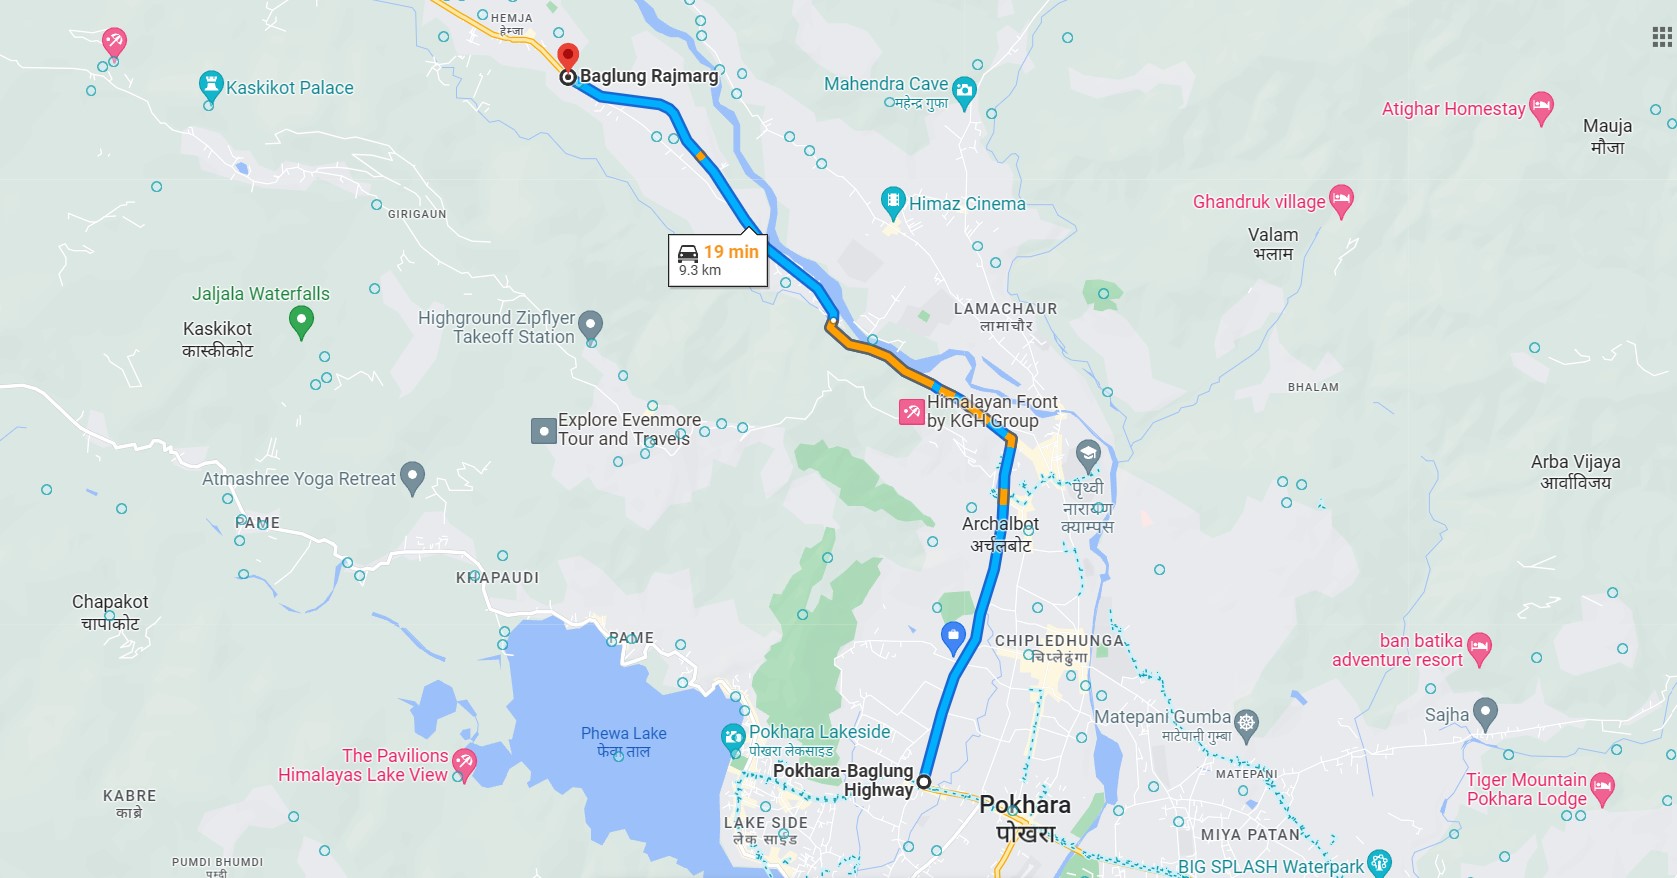 HEMJA
हेम्जा
Baglung Rajmarg
Kaskikot Palace
Mahendra Cave
महेन्द्र गुफा
Atighar Homestay
Mauja
मौजा
Ghandruk village
Himaz Cinema
GIRIGAUN
Valam
भलाम
19 min
9.3 km
Jaljala Waterfalls
Kaskikot
कास्कीकोट
Highground Zipflyer
Takeoff Station
LAMACHAUR
लामाचौर
BHALAM
Himalayan Front
by KGH Group
Explore Evenmore
Tour and Travels
Atmashree Yoga Retreat
पृथ्वी
नारायण
क्याम्पस
Arba Vijaya
आर्वाविजय
PAME
Archalbot
अर्चलबोट
KHAPAUDI
Chapakot
चापाकोट
PAME
CHIPLEDHUNGA
चिप्लेढुंगा
ban batika
adventure resort
Phewa Lake
फेवा ताल
Pokhara Lakeside
पोखरा लेकसाइड
Matepani Gumba
माटेपानी गुम्बा
Sajha
The Pavilions
Himalayas Lake View
Pokhara-Baglung
Highway
MATEPANI
Tiger Mountain
Pokhara Lodge
KABRE
काब्रे
Pokhara
पोखरा
LAKE SIDE
लेक साइड
MIYA PATAN
PUMDI BHUMDI
पुम्दी
BIG SPLASH Waterpark